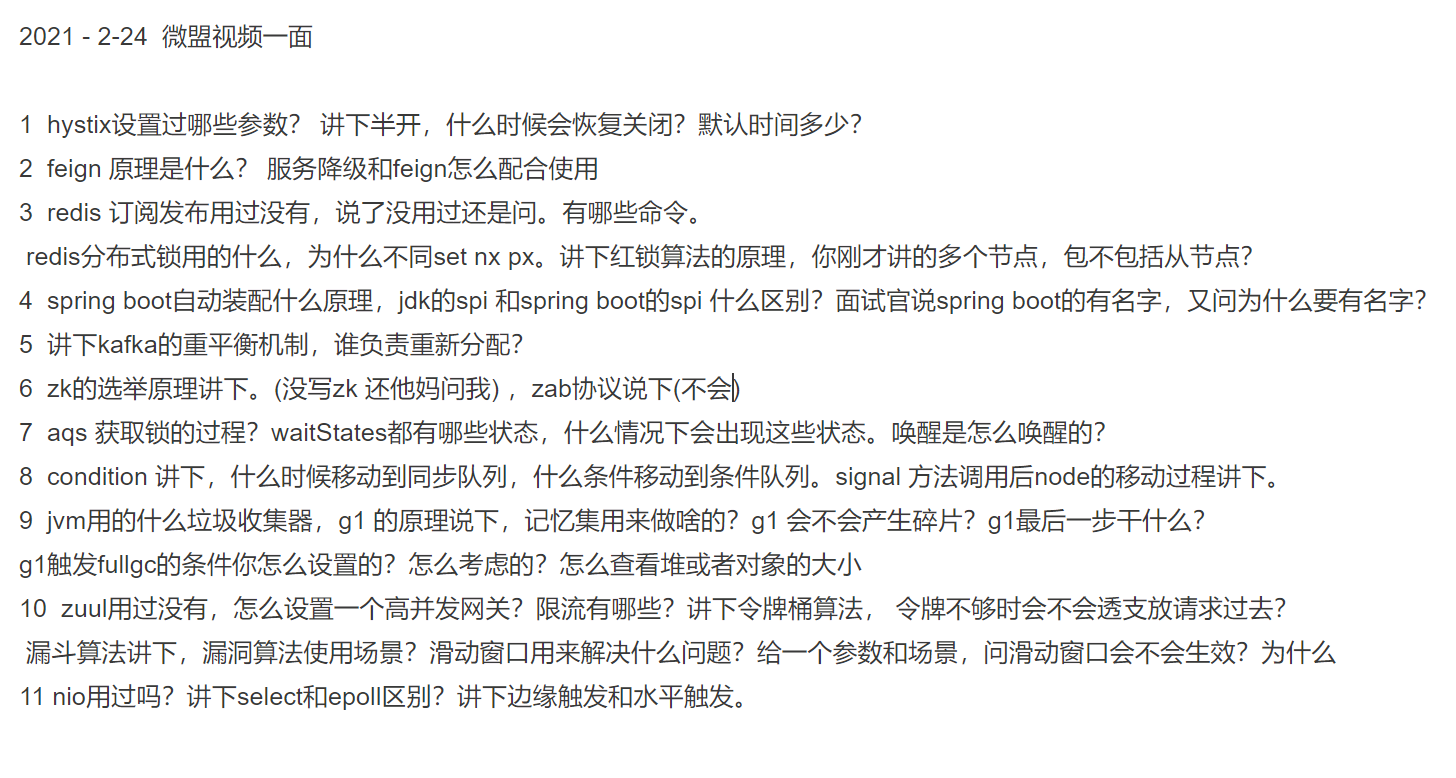 2021 - 2-24  微盟视频一面
1  hystix设置过哪些参数？ 讲下半开，什么时候会恢复关闭？默认时间多少？
2  feign 原理是什么？ 服务降级和feign怎么配合使用
3  redis 订阅发布用过没有，说了没用过还是问。有哪些命令。
redis分布式锁用的什么，为什么不同set nx px。讲下红锁算法的原理，你刚才讲的多个节点，包不包括从节点？
4  spring boot自动装配什么原理，jdk的spi 和spring boot的spi 什么区别？面试官说spring boot的有名字，又问为什么要有名字？
5  讲下kafka的重平衡机制，谁负责重新分配？
6  zk的选举原理讲下。(没写zk 还他妈问我) ，zab协议说下(不会)
7  aqs 获取锁的过程？waitStates都有哪些状态，什么情况下会出现这些状态。唤醒是怎么唤醒的？
8  condition 讲下，什么时候移动到同步队列，什么条件移动到条件队列。signal 方法调用后node的移动过程讲下。
9  jvm用的什么垃圾收集器，g1 的原理说下，记忆集用来做啥的？g1 会不会产生碎片？g1最后一步干什么？
g1触发fullgc的条件你怎么设置的？怎么考虑的？怎么查看堆或者对象的大小
10  zuul用过没有，怎么设置一个高并发网关？限流有哪些？讲下令牌桶算法， 令牌不够时会不会透支放请求过去？
漏斗算法讲下，漏洞算法使用场景？滑动窗口用来解决什么问题？给一个参数和场景，问滑动窗口会不会生效？为什么
11 nio用过吗？讲下select和epoll区别？讲下边缘触发和水平触发。